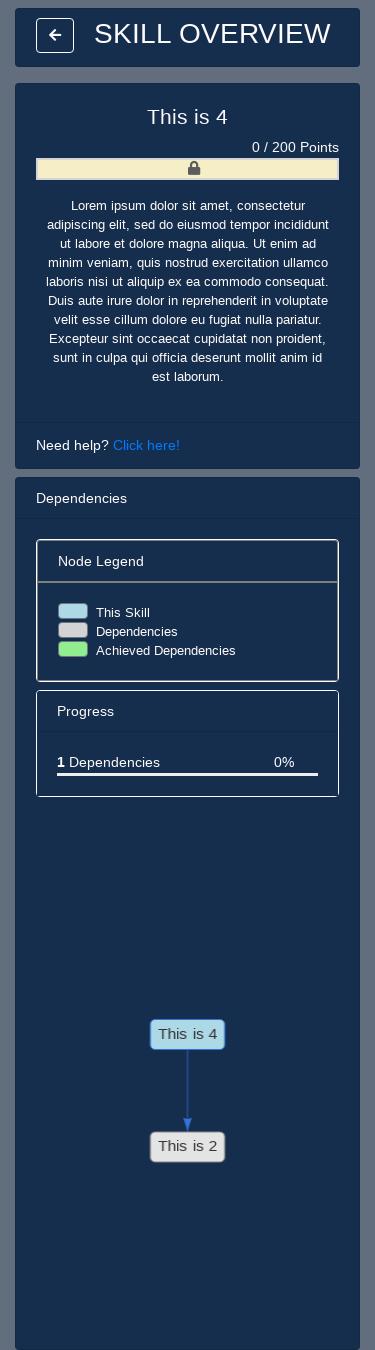 SKILL OVERVIEW
This is 4
0 / 200 Points
Lorem ipsum dolor sit amet, consectetur
adipiscing elit, sed do eiusmod tempor incididunt
ut labore et dolore magna aliqua. Ut enim ad
minim veniam, quis nostrud exercitation ullamco
laboris nisi ut aliquip ex ea commodo consequat.
Duis aute irure dolor in reprehenderit in voluptate
velit esse cillum dolore eu fugiat nulla pariatur.
Excepteur sint occaecat cupidatat non proident,
sunt in culpa qui officia deserunt mollit anim id
est laborum.
Need help? Click here!
Dependencies
Node Legend
This Skill
Dependencies
Achieved Dependencies
Progress
1 Dependencies 0%
This is 4
This is 2